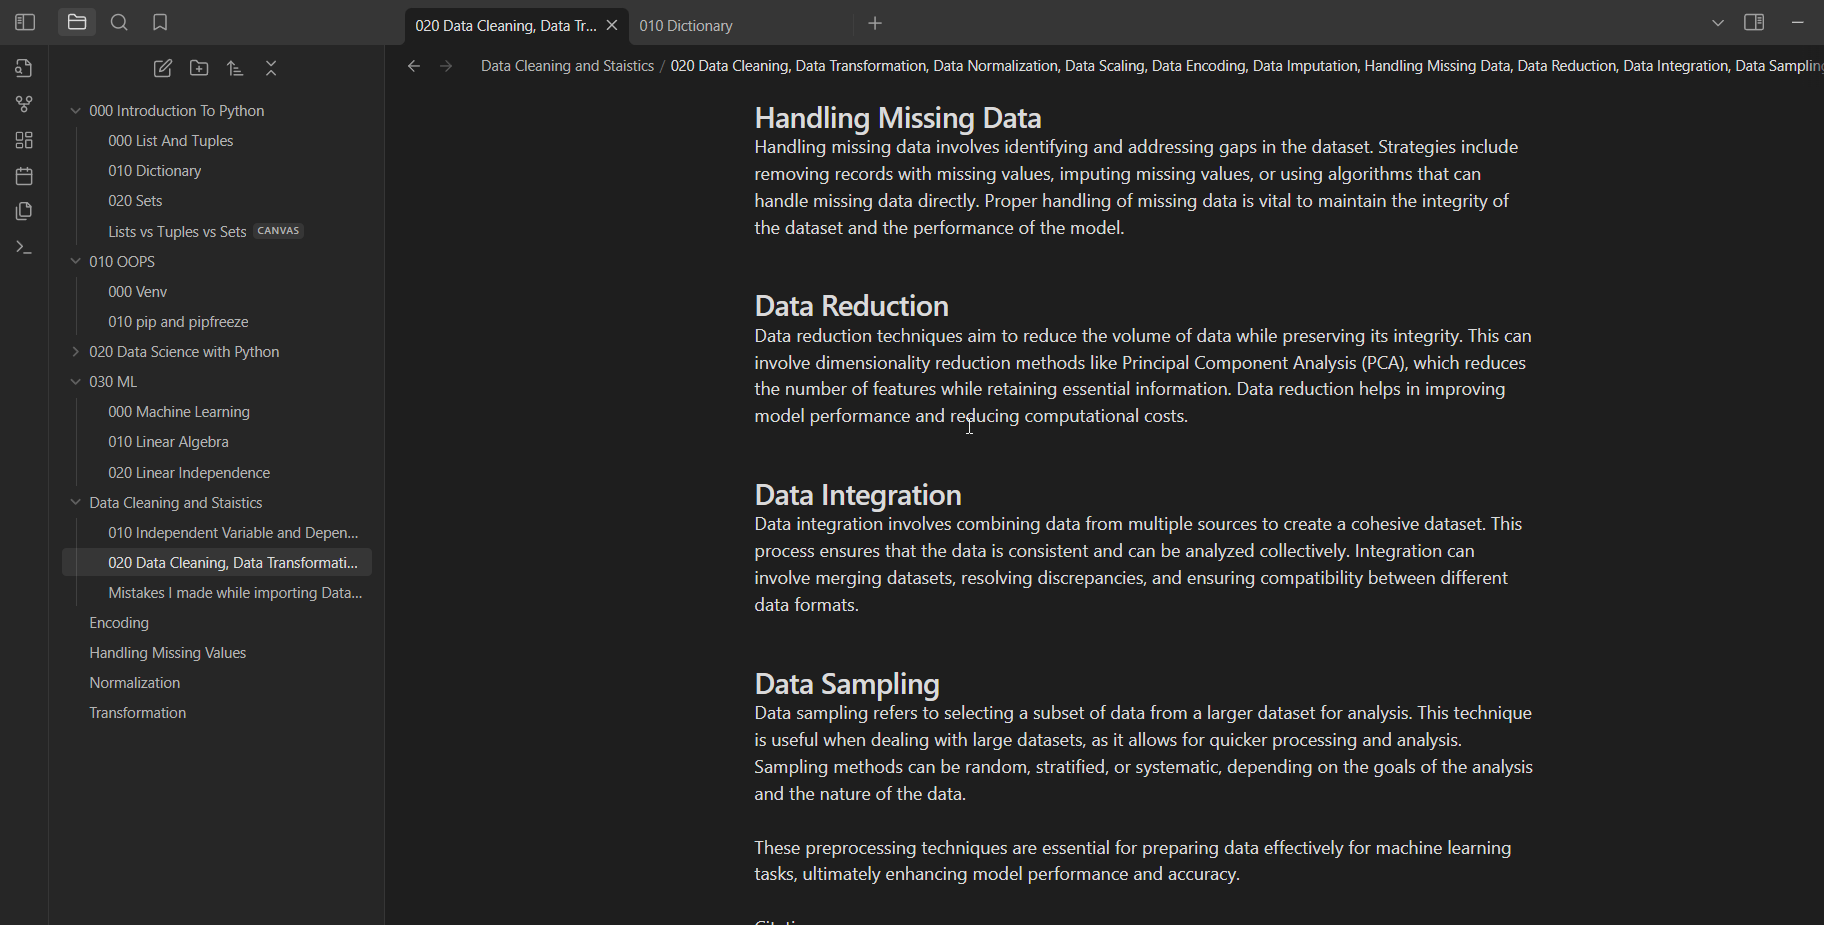 020 Data Cleaning, Data Tr...
010 Dictionary
Data Cleaning and Staistics / 020 Data Cleaning, Data Transformation, Data Normalization, Data Scaling, Data Encoding, Data Imputation, Handling Missing Data, Data Reduction, Data Integration, Data Sampling
000 Introduction To Python
000 List And Tuples
010 Dictionary
020 Sets
Lists vs Tuples vs Sets CANVAS
010 OOPS
000 Venv
010 pip and pipfreeze
020 Data Science with Python
030 ML
000 Machine Learning
010 Linear Algebra
020 Linear Independence
Data Cleaning and Staistics
010 Independent Variable and Depen...
020 Data Cleaning, Data Transformati...
Mistakes I made while importing Data...
Encoding
Handling Missing Values
Normalization
Transformation
Handling Missing Data
Handling missing data involves identifying and addressing gaps in the dataset. Strategies include
removing records with missing values, imputing missing values, or using algorithms that can
handle missing data directly. Proper handling of missing data is vital to maintain the integrity of
the dataset and the performance of the model.
Data Reduction
Data reduction techniques aim to reduce the volume of data while preserving its integrity. This can
involve dimensionality reduction methods like Principal Component Analysis (PCA), which reduces
the number of features while retaining essential information. Data reduction helps in improving
model performance and reducing computational costs.
Data Integration
Data integration involves combining data from multiple sources to create a cohesive dataset. This
process ensures that the data is consistent and can be analyzed collectively. Integration can
involve merging datasets, resolving discrepancies, and ensuring compatibility between different
data formats.
Data Sampling
Data sampling refers to selecting a subset of data from a larger dataset for analysis. This technique
is useful when dealing with large datasets, as it allows for quicker processing and analysis.
Sampling methods can be random, stratified, or systematic, depending on the goals of the analysis
and the nature of the data.
These preprocessing techniques are essential for preparing data effectively for machine learning
tasks, ultimately enhancing model performance and accuracy.